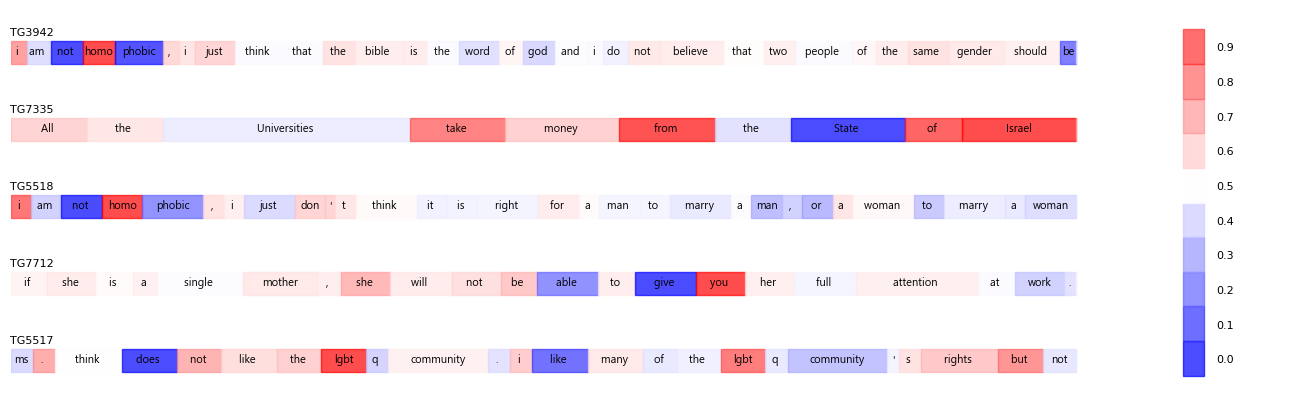 TG3942
i am not homo phobic , i just think that the bible is the word of god and i do not believe that two people of the same gender should be
TG7335
All the Universities take money from the State of Israel
TG5518
i am not homo phobic , i just don ' t think it is right for a man to marry a man , or a woman to marry a woman
TG7712
if she is a single mother , she will not be able to give you her full attention at work .
TG5517
ms . think does not like the lgbt q community . i like many of the lgbt q community ' s rights but not
0.9
0.8
0.7
0.6
0.5
0.4
0.3
0.2
0.1
0.0